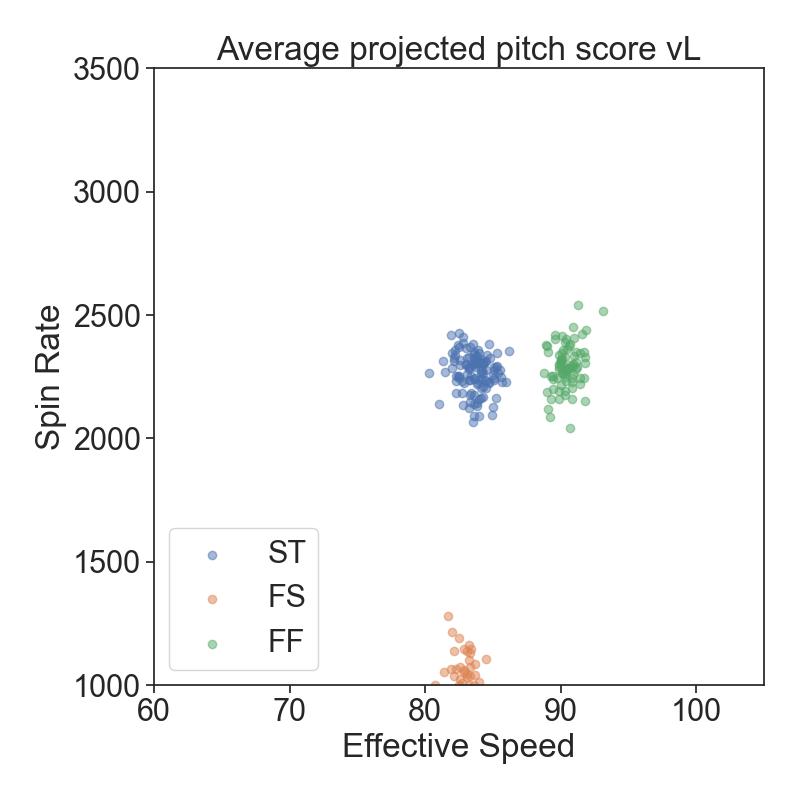 Average projected pitch score vL
3500
3000
2500
2000
1500
1000
Spin Rate
ST
FS
FF
60 70 80 90 100
Effective Speed